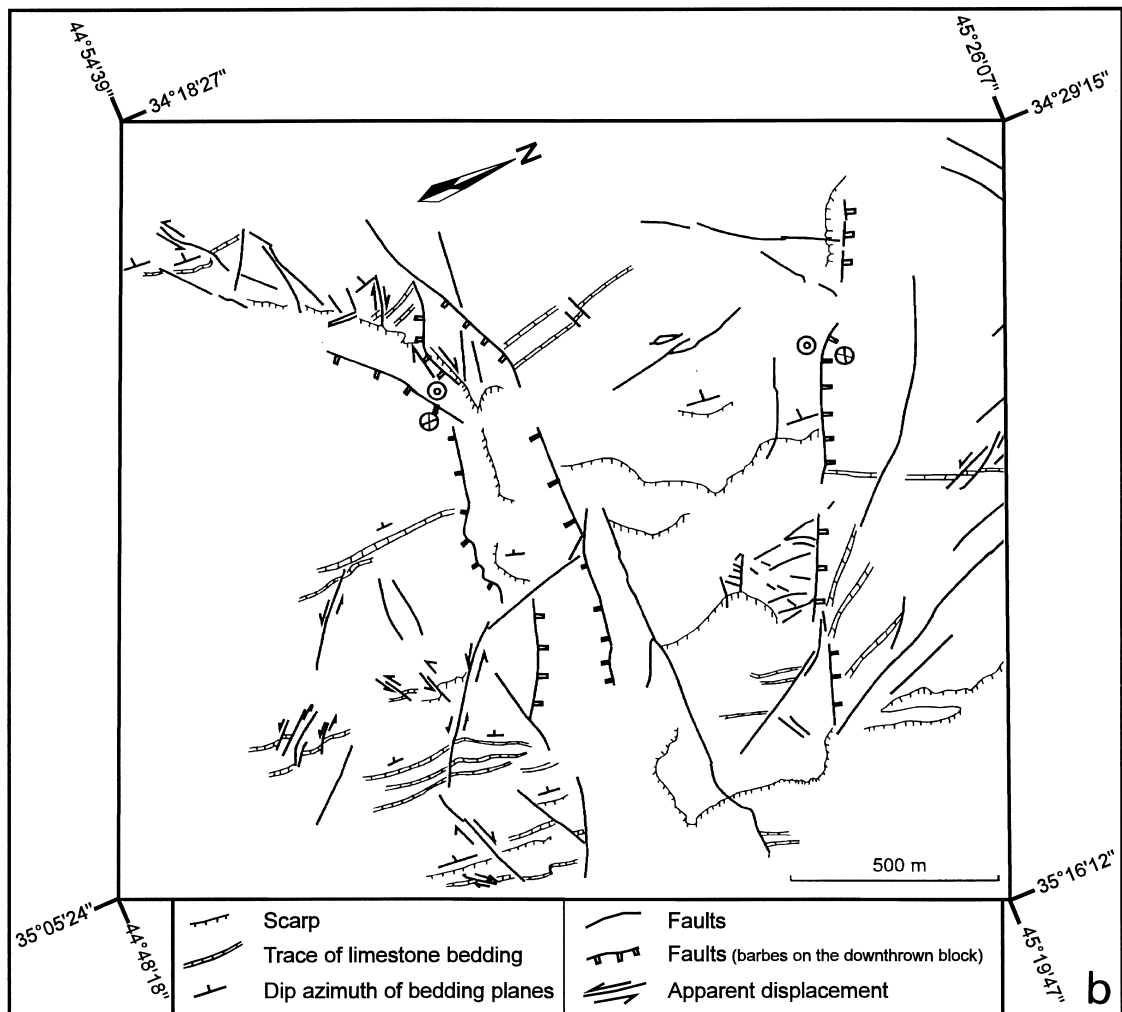 44°54'39"
34°18'27"
45°26'07"
34°29'15"
N
500 m
35°05'24"
44°48'18"
35°16'12"
45°19'47"
Scarp
Trace of limestone bedding
Dip azimuth of bedding planes
Faults
Faults (barbes on the downthrown block)
Apparent displacement
b